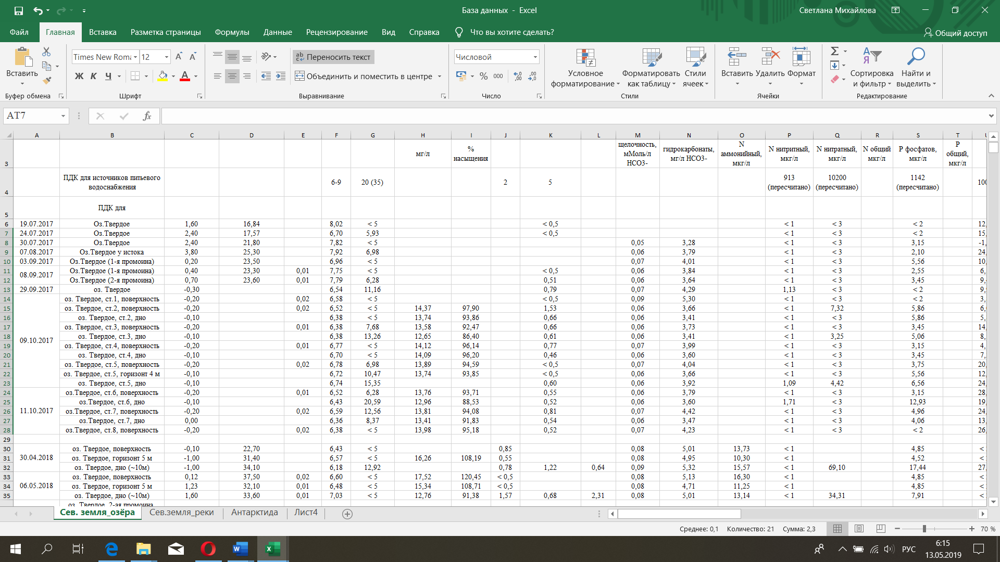 База данных - Excel
Светлана Михайлова
Файл Главная Вставка Разметка страницы Формулы Данные Рецензирование Вид Справка Что вы хотите сделать? Общий доступ
Вставить
Буфер обмена
Times New Roma 12
Ж К Ч
Шрифт
Переносить текст
Объединить и поместить в центре
Выравнивание
Числовой
% 000
Число
Условное форматирование
Форматировать как таблицу
Стили ячеек
Стили
Вставить Удалить Формат
Ячейки
Сортировка и фильтр
Найти и выделить
Редактирование
AT7 fx
A B C D E F G H I J K L M N O P Q R S T
3 мг/л % насыщения щелочность, мМоль/л НСО3- гидрокарбонаты, мг/л НСО3- N аммонийный, мкг/л N нитритный, мкг/л N нитратный, мкг/л N общий мкг/л Р фосфатов, мкг/л Р общий, мкг/л
4 ПДК для источников питьевого водоснабжения 6-9 20 (35) 2 5 913 (пересчитано) 10200 (пересчитано) 1142 (пересчитано)
5 ПДК для
6 19.07.2017 Оз.Твердое 1,60 16,84 8,02 < 5 < 0,5 < 1 < 3 < 2 12,
7 24.07.2017 Оз.Твердое 2,40 17,57 6,70 5,93 < 0,5 < 1 < 3 < 2 15,
8 30.07.2017 Оз.Твердое 2,40 21,80 7,82 < 5 0,05 3,28 < 1 < 3 3,15 -1,
9 07.08.2017 Оз.Твердое у истока 3,80 25,30 7,92 6,98 0,06 3,79 < 1 < 3 2,10 24,
10 03.09.2017 Оз.Твердое (1-я промоина) 0,20 23,50 6,96 < 5 0,07 4,01 < 1 < 3 5,56 10,
11 08.09.2017 Оз.Твердое (1-я промоина) 0,40 23,30 0,01 7,75 < 5 < 0,5 0,06 3,84 < 1 < 3 2,55 6,
12 Оз.Твердое (2-я промоина) 0,70 23,60 0,01 7,79 6,28 0,51 0,06 3,64 < 1 < 3 3,45 9,
13 29.09.2017 оз. Твердое -0,30 6,54 11,16 0,79 0,07 4,29 1,13 < 3 < 2 9,
14 09.10.2017 оз. Твердое, ст.1, поверхность -0,20 0,02 6,58 < 5 < 0,5 0,09 5,30 < 1 < 3 < 2 3,
15 оз. Твердое, ст.2, поверхность -0,20 0,02 6,52 < 5 14,37 97,90 1,53 0,06 3,66 < 1 7,32 5,86 6,
16 оз. Твердое, ст.2, дно -0,10 6,38 < 5 13,74 93,86 0,66 0,06 3,41 < 1 < 3 5,86 5,
17 оз. Твердое, ст.3, поверхность -0,20 0,01 6,38 7,68 13,58 92,47 0,66 0,06 3,73 < 1 < 3 3,45 14,
18 оз. Твердое, ст.3, дно -0,10 6,38 13,26 12,65 86,40 0,61 0,06 3,41 < 1 3,25 5,06 8,
19 оз. Твердое, ст.4, поверхность -0,20 0,01 6,77 < 5 14,12 96,14 0,77 0,07 3,99 < 1 < 3 3,15 4,
20 оз. Твердое, ст.4, дно -0,10 6,70 < 5 14,09 96,20 0,46 0,06 3,60 < 1 < 3 3,45 7,
21 оз. Твердое, ст.5, поверхность -0,20 0,02 6,78 6,98 13,89 94,59 < 0,5 0,07 4,04 < 1 < 3 3,75 20,
22 оз. Твердое, ст.5, горизонт 4 м -0,10 6,72 10,47 13,74 93,85 < 0,5 0,06 3,66 < 1 < 3 5,56 12,
23 оз. Твердое, ст.5, дно -0,10 6,74 15,35 0,60 0,06 3,92 1,09 4,42 6,56 24,
24 11.10.2017 оз.Твердое, ст.6, поверхность -0,20 0,01 6,52 6,28 13,76 93,71 0,55 0,06 3,79 < 1 < 3 3,15 28,
25 оз.Твердое, ст.6, дно -0,10 6,43 20,59 12,96 88,53 0,52 0,06 3,60 1,71 < 3 12,93 19,
26 оз.Твердое, ст.7, поверхность -0,20 0,02 6,59 12,56 13,81 94,08 0,81 0,07 4,42 < 1 < 3 4,96 24,
27 оз.Твердое, ст.7, дно 0,00 6,36 8,37 13,41 91,83 0,54 0,06 3,47 < 1 < 3 4,06 13,
28 оз.Твердое, ст.8, поверхность -0,20 0,02 6,38 < 5 13,98 95,18 0,52 0,07 4,23 < 1 < 3 < 2 26,
29
30 30.04.2018 оз. Твердое, поверхность -0,10 22,70 6,43 < 5 0,85 0,08 5,01 13,73 < 1 4,85 <
31 оз. Твердое, горизонт 5 м -1,00 31,40 6,57 < 5 16,26 108,19 0,55 0,08 4,95 10,30 < 1 4,52 <
32 оз. Твердое, дно (~10м) -1,00 34,10 6,18 12,92 0,78 1,22 0,64 0,09 5,32 15,57 < 1 69,10 17,44 27,
33 06.05.2018 оз. Твердое, поверхность 0,12 37,50 0,02 6,60 < 5 17,52 120,45 < 0,5 0,08 5,13 16,30 < 1 4,85 <
34 оз. Твердое, горизонт 5 м 1,23 32,10 0,01 6,48 < 5 15,34 108,71 < 0,5 0,08 4,71 11,25 < 1 4,85 <
35 оз. Твердое, дно (~10м) 1,60 33,60 0,01 7,03 < 5 12,76 91,38 1,57 0,68 2,31 0,08 5,01 13,14 < 1 34,31 7,91 <
оз. Твердое, 2-ая промоина
Сев. земля_озёра Сев.земля_реки Антарктида Лист4
Среднее: 0,1 Количество: 21 Сумма: 2,3 70 %
РУС 6:15
13.05.2019